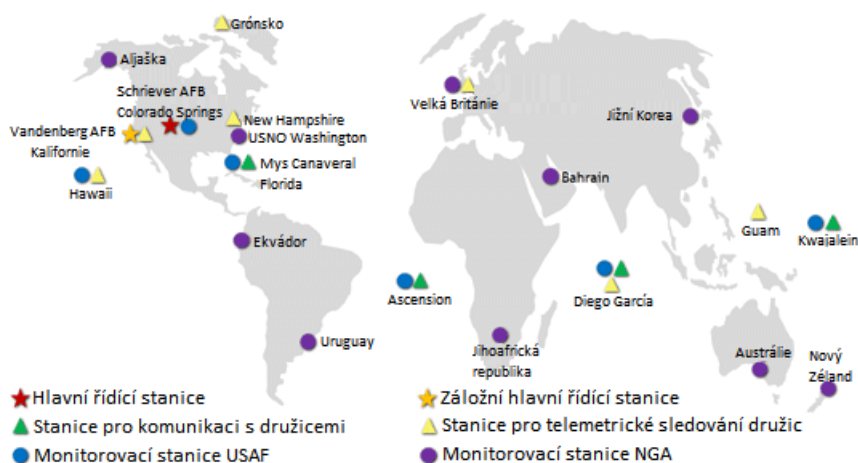 Grónsko
Aljaška
Schriever AFB
Colorado Springs
Velká Británie
New Hampshire
USNO Washington
Jižní Korea
Vandenberg AFB
Kalifornie
Mys Canaveral
Florida
Hawaii
Bahrain
Guam
Ekvádor
Kwajalein
Ascension
Diego García
Uruguay
Jihoafrická
republika
Austrálie
Nový
Zéland
Hlavní řídící stanice
Záložní hlavní řídící stanice
Stanice pro komunikaci s družicemi
Stanice pro telemetrické sledování družic
Monitorovací stanice USAF
Monitorovací stanice NGA